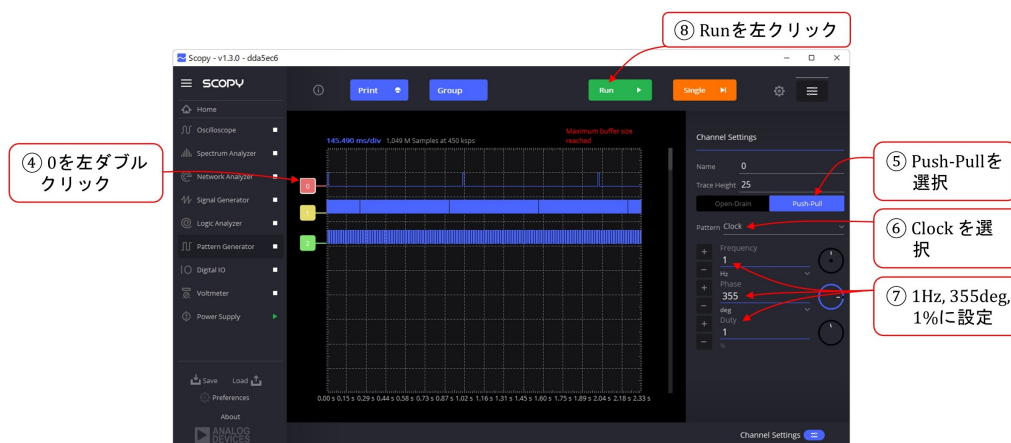 ⑧ Runを左クリック
Scopy - v1.3.0 - dda5ec6
SCOPY
Print
Group
Run
Single
Home
Oscilloscope
Spectrum Analyzer
Network Analyzer
Signal Generator
Logic Analyzer
Pattern Generator
Digital IO
Voltmeter
Power Supply
Save Load
Preferences
About
ANALOG
DEVICES
④ 0を左ダブル
クリック
145.490 ms/div 1,049 M Samples at 450 ksps
Maximum buffer size
reached
0
1
2
0.00 s 0.15 s 0.29 s 0.44 s 0.58 s 0.73 s 0.87 s 1.02 s 1.16 s 1.31 s 1.45 s 1.60 s 1.75 s 1.89 s 2.04 s 2.18 s 2.33 s
Channel Settings
Name 0
Trace Height 25
Open-Drain Push-Pull
Pattern Clock
Frequency
1
Hz
Phase
355
deg
Duty
1
%
Channel Settings
⑤ Push-Pullを
選択
⑥ Clock を選
択
⑦ 1Hz, 355deg,
1%に設定